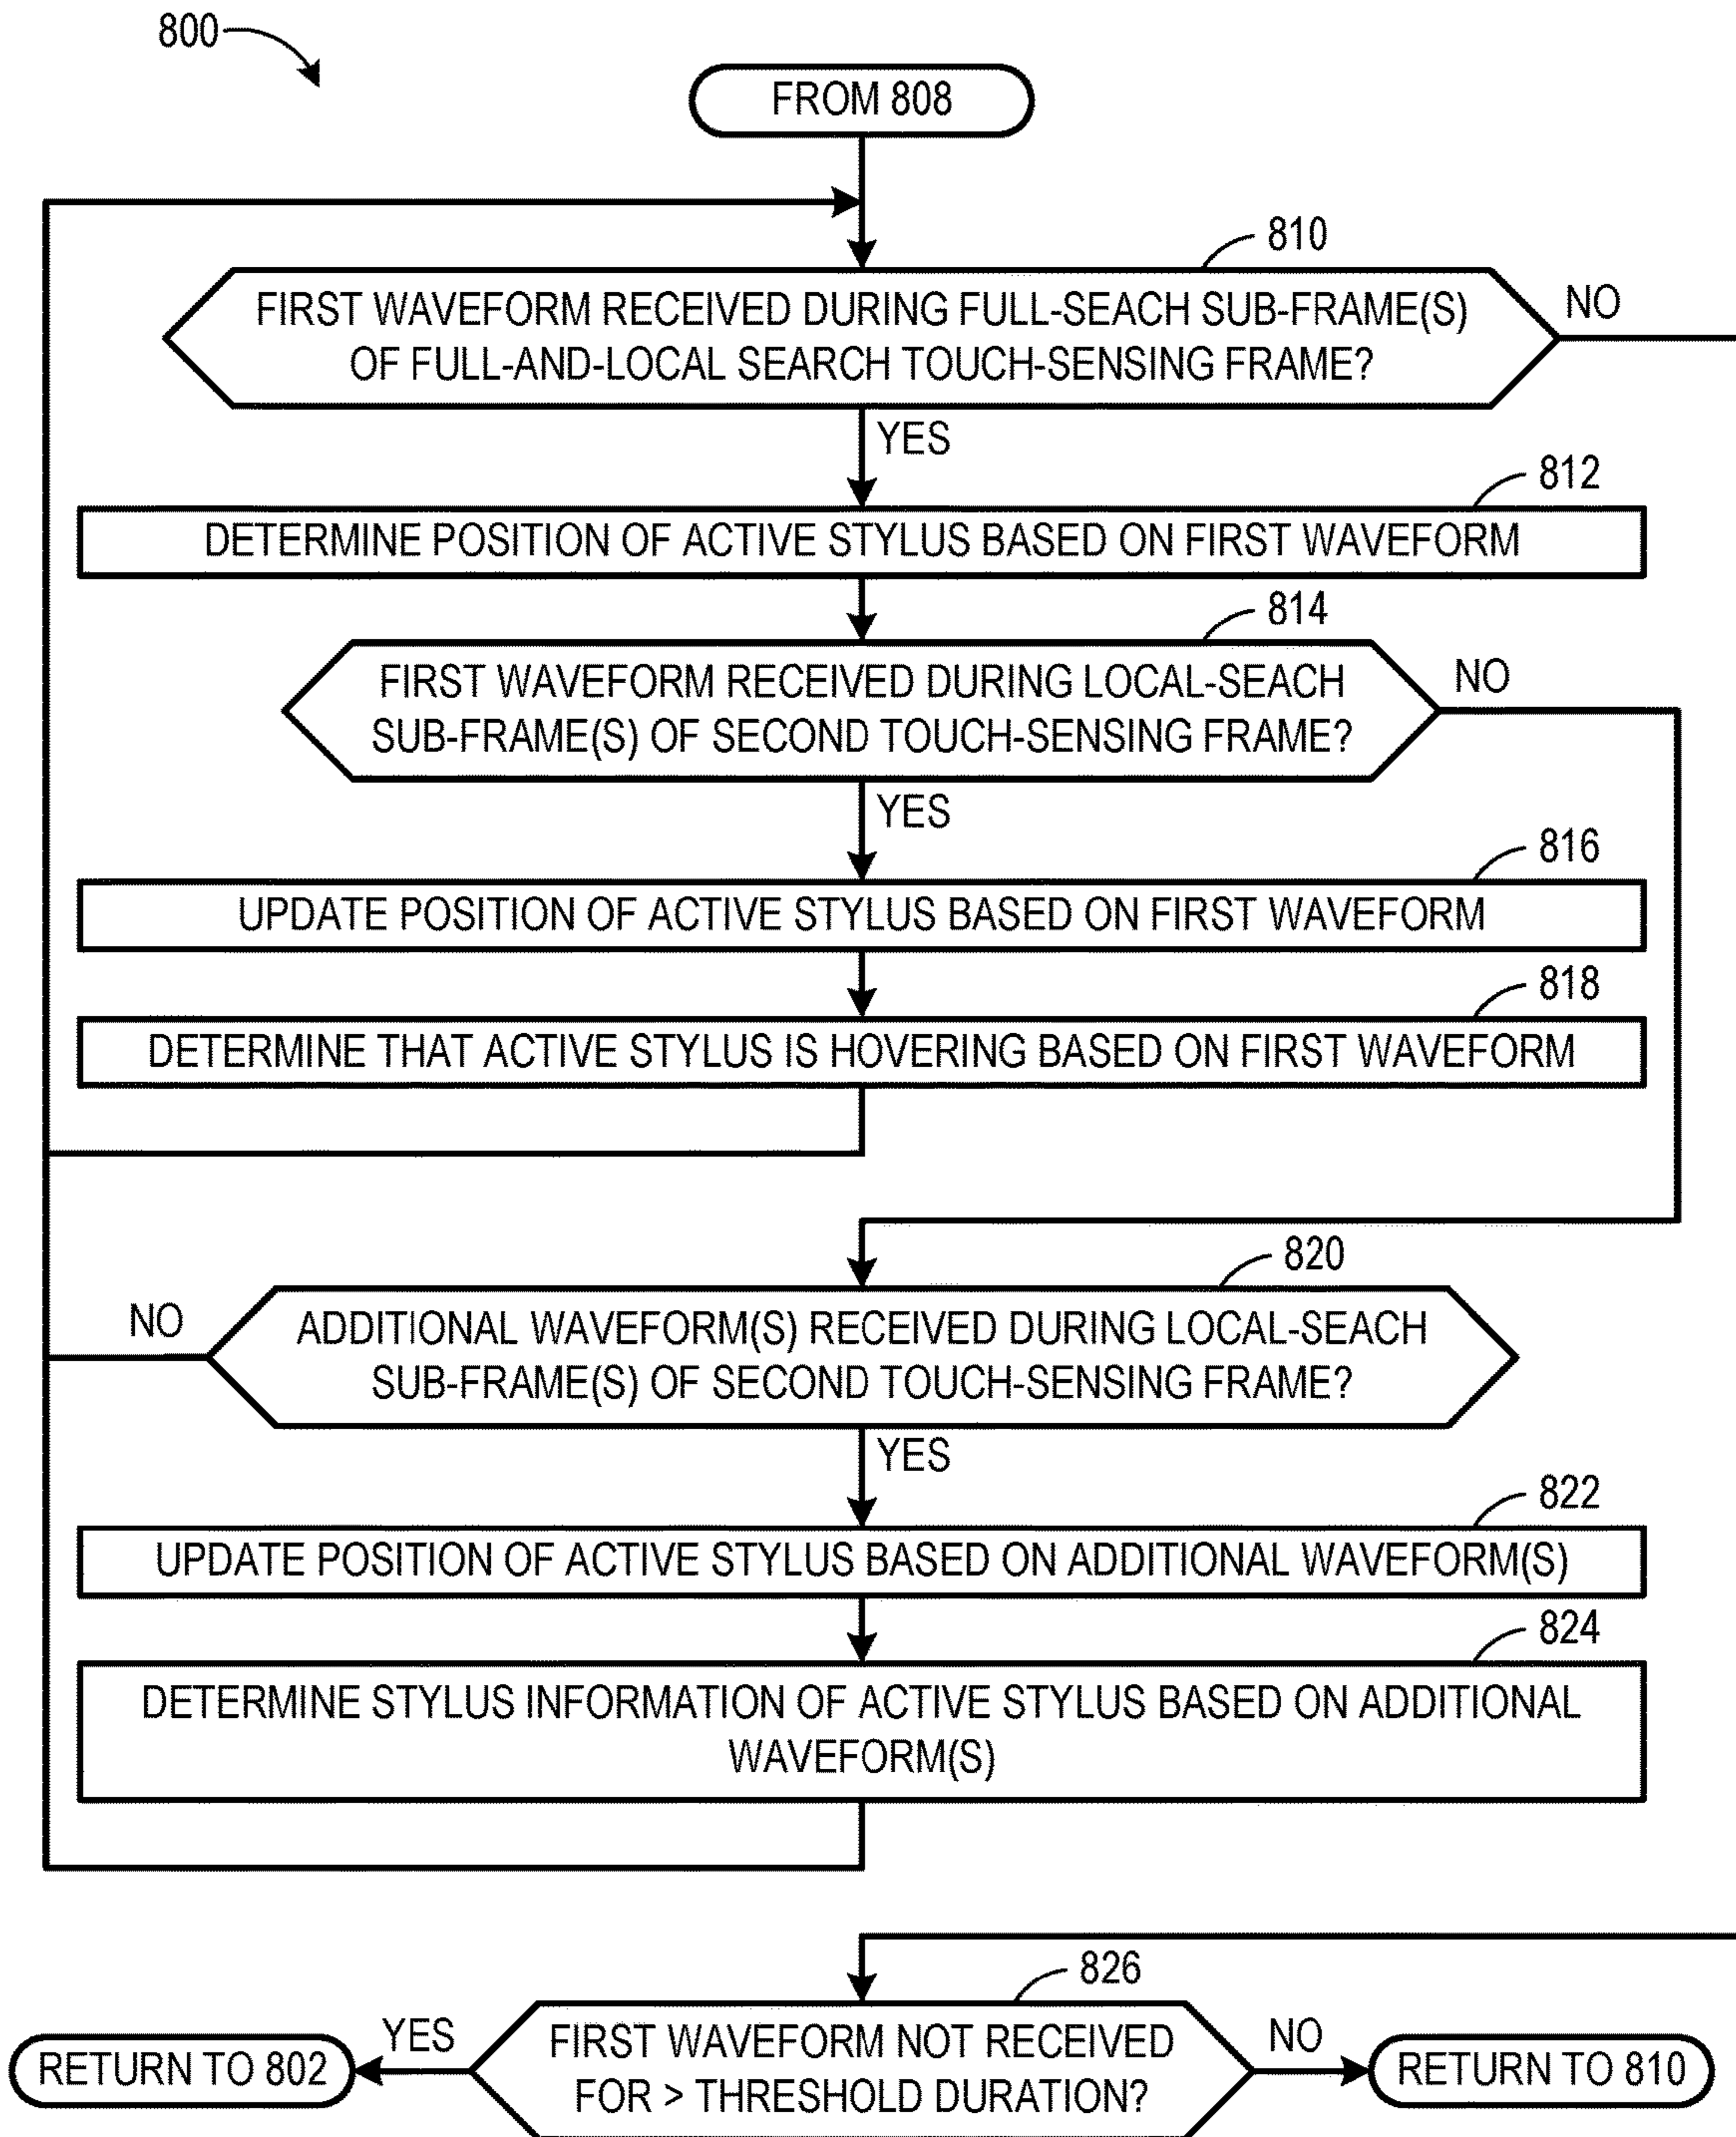 800
FROM 808
810
FIRST WAVEFORM RECEIVED DURING FULL-SEACH SUB-FRAME(S)
OF FULL-AND-LOCAL SEARCH TOUCH-SENSING FRAME?
NO
YES
812
DETERMINE POSITION OF ACTIVE STYLUS BASED ON FIRST WAVEFORM
814
FIRST WAVEFORM RECEIVED DURING LOCAL-SEACH
SUB-FRAME(S) OF SECOND TOUCH-SENSING FRAME?
NO
YES
816
UPDATE POSITION OF ACTIVE STYLUS BASED ON FIRST WAVEFORM
818
DETERMINE THAT ACTIVE STYLUS IS HOVERING BASED ON FIRST WAVEFORM
820
NO
ADDITIONAL WAVEFORM(S) RECEIVED DURING LOCAL-SEACH
SUB-FRAME(S) OF SECOND TOUCH-SENSING FRAME?
YES
822
UPDATE POSITION OF ACTIVE STYLUS BASED ON ADDITIONAL WAVEFORM(S)
824
DETERMINE STYLUS INFORMATION OF ACTIVE STYLUS BASED ON ADDITIONAL
WAVEFORM(S)
826
RETURN TO 802
YES
FIRST WAVEFORM NOT RECEIVED
FOR > THRESHOLD DURATION?
NO
RETURN TO 810